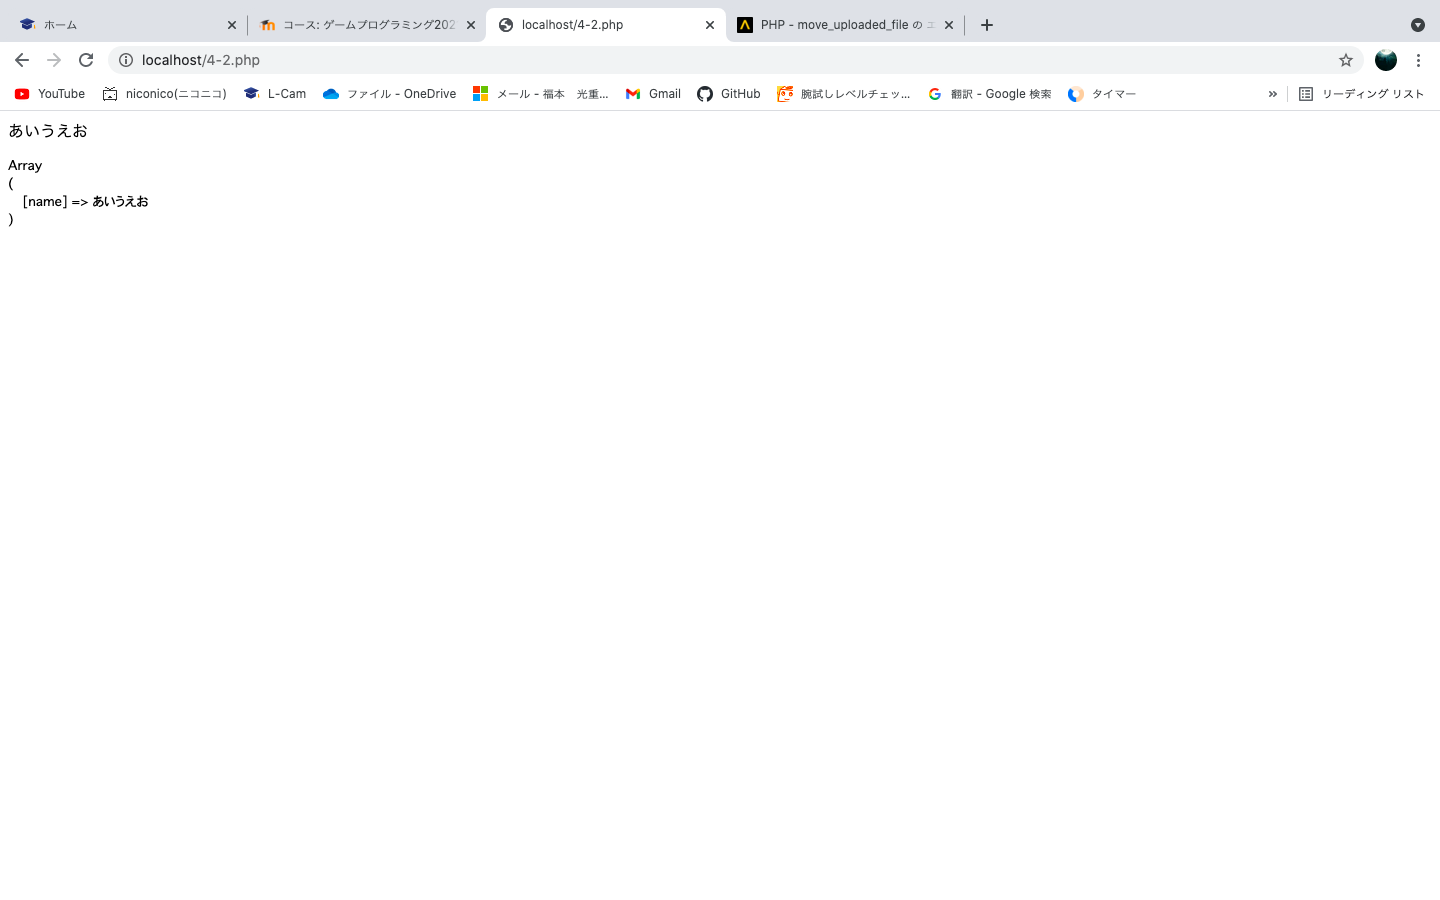 ホーム
コース: ゲームプログラミング202
localhost/4-2.php
PHP - move_uploaded_file の エ
localhost/4-2.php
YouTube
niconico(ニコニコ)
L-Cam
ファイル - OneDrive
メール - 福本　光重...
Gmail
GitHub
腕試しレベルチェッ...
翻訳 - Google 検索
タイマー
»
リーディング リスト
あいうえお
Array
(
[name] => あいうえお
)